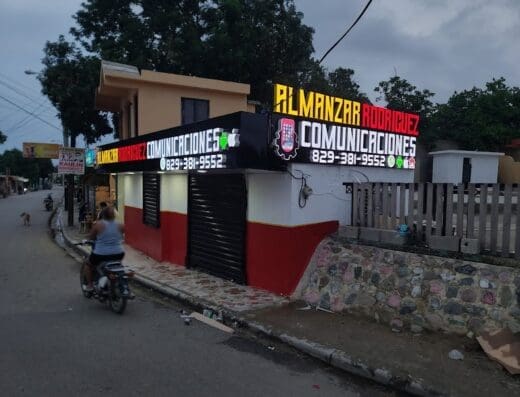 ALMANZAR RODRIGUEZ
COMUNICACIONES
829-381-9552
ALMANZAR RODRIGUEZ
COMUNICACIONES
829-381-9552